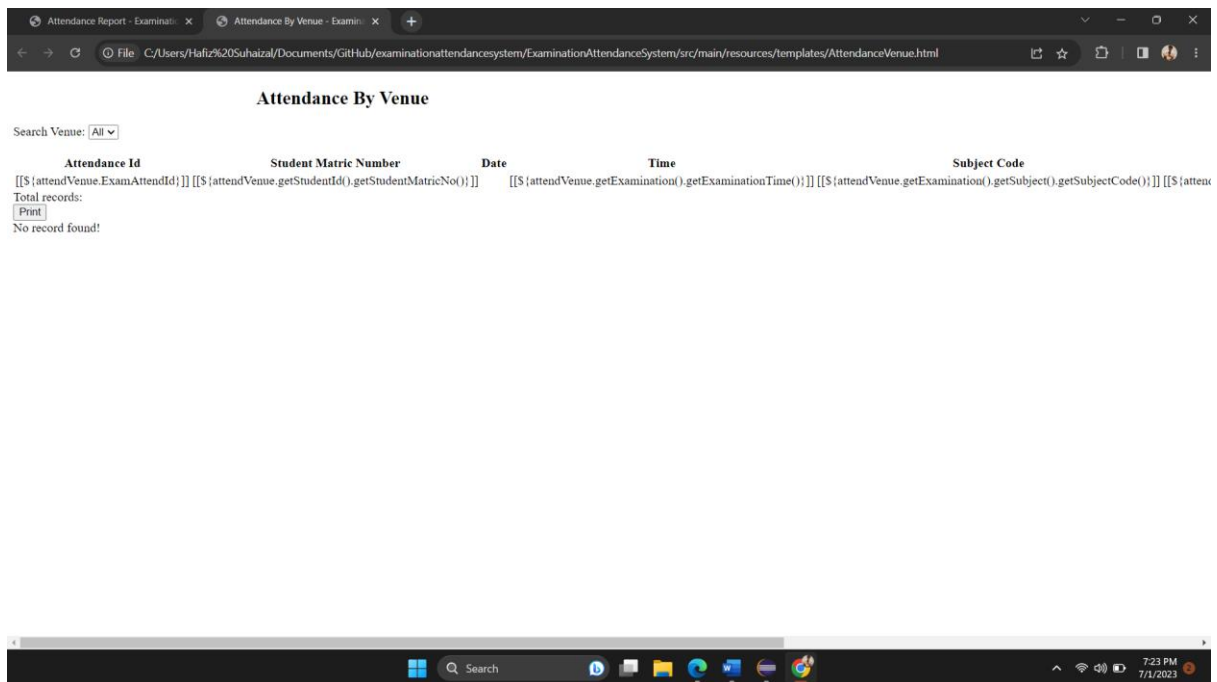 Attendance Report - Examinatic
Attendance By Venue - Examin
File C:/Users/Hafiz%20Suhaizal/Documents/GitHub/examinationattendancesystem/ExaminationAttendanceSystem/src/main/resources/templates/AttendanceVenue.html
Attendance By Venue
Search Venue: All
Attendance Id Student Matric Number Date Time Subject Code
[[${attendVenue.ExamAttendId}]] [[${attendVenue.getStudentId().getStudentMatricNo()}]] [[${attendVenue.getExamination().getExaminationTime()}]] [[${attendVenue.getExamination().getSubject().getSubjectCode()}]] [[${attend
Total records:
Print
No record found!
Search
7:23 PM
7/1/2023
2